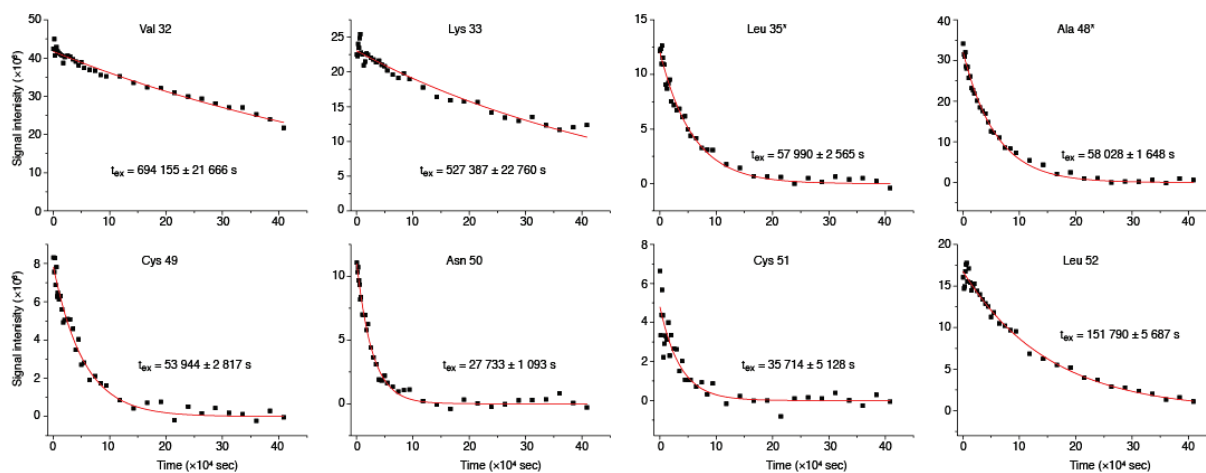 Val 32
Signal intenisity (×10⁶)
50
40
30
20
10
0
t_ex = 694 155 ± 21 666 s
0 10 20 30 40
Lys 33
25
20
15
10
5
0
t_ex = 527 387 ± 22 760 s
0 10 20 30 40
Leu 35*
15
10
5
0
t_ex = 57 990 ± 2 565 s
0 10 20 30 40
Ala 48*
40
30
20
10
0
t_ex = 58 028 ± 1 648 s
0 10 20 30 40
Cys 49
Signal intenisity (×10⁶)
8
6
4
2
0
t_ex = 53 944 ± 2 817 s
0 10 20 30 40
Time (×10⁴ sec)
Asn 50
10
5
0
t_ex = 27 733 ± 1 093 s
0 10 20 30 40
Time (×10⁴ sec)
Cys 51
8
6
4
2
0
t_ex = 35 714 ± 5 128 s
0 10 20 30 40
Time (×10⁴ sec)
Leu 52
20
15
10
5
0
t_ex = 151 790 ± 5 687 s
0 10 20 30 40
Time (×10⁴ sec)